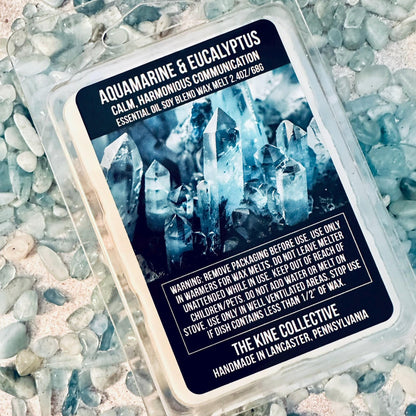 AQUAMARINE & EUCALYPTUS
CALM, HARMONIOUS COMMUNICATION
ESSENTIAL OIL SOY BLEND WAX MELT 2.4OZ/68G
WARNING: REMOVE PACKAGING BEFORE USE. USE ONLY
IN WARMERS FOR WAX MELTS. DO NOT LEAVE MELTER
UNATTENDED WHILE IN USE. KEEP OUT OF REACH OF
CHILDREN/PETS. DO NOT ADD WATER OR MELT ON
STOVE. USE ONLY IN WELL VENTILATED AREAS. STOP USE
IF DISH CONTAINS LESS THAN 1/2" OF WAX.
THE KINE COLLECTIVE
HANDMADE IN LANCASTER, PENNSYLVANIA